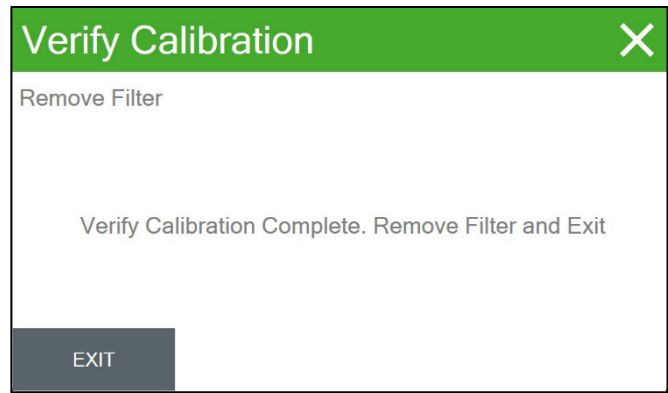 Verify Calibration
Remove Filter
Verify Calibration Complete. Remove Filter and Exit
EXIT